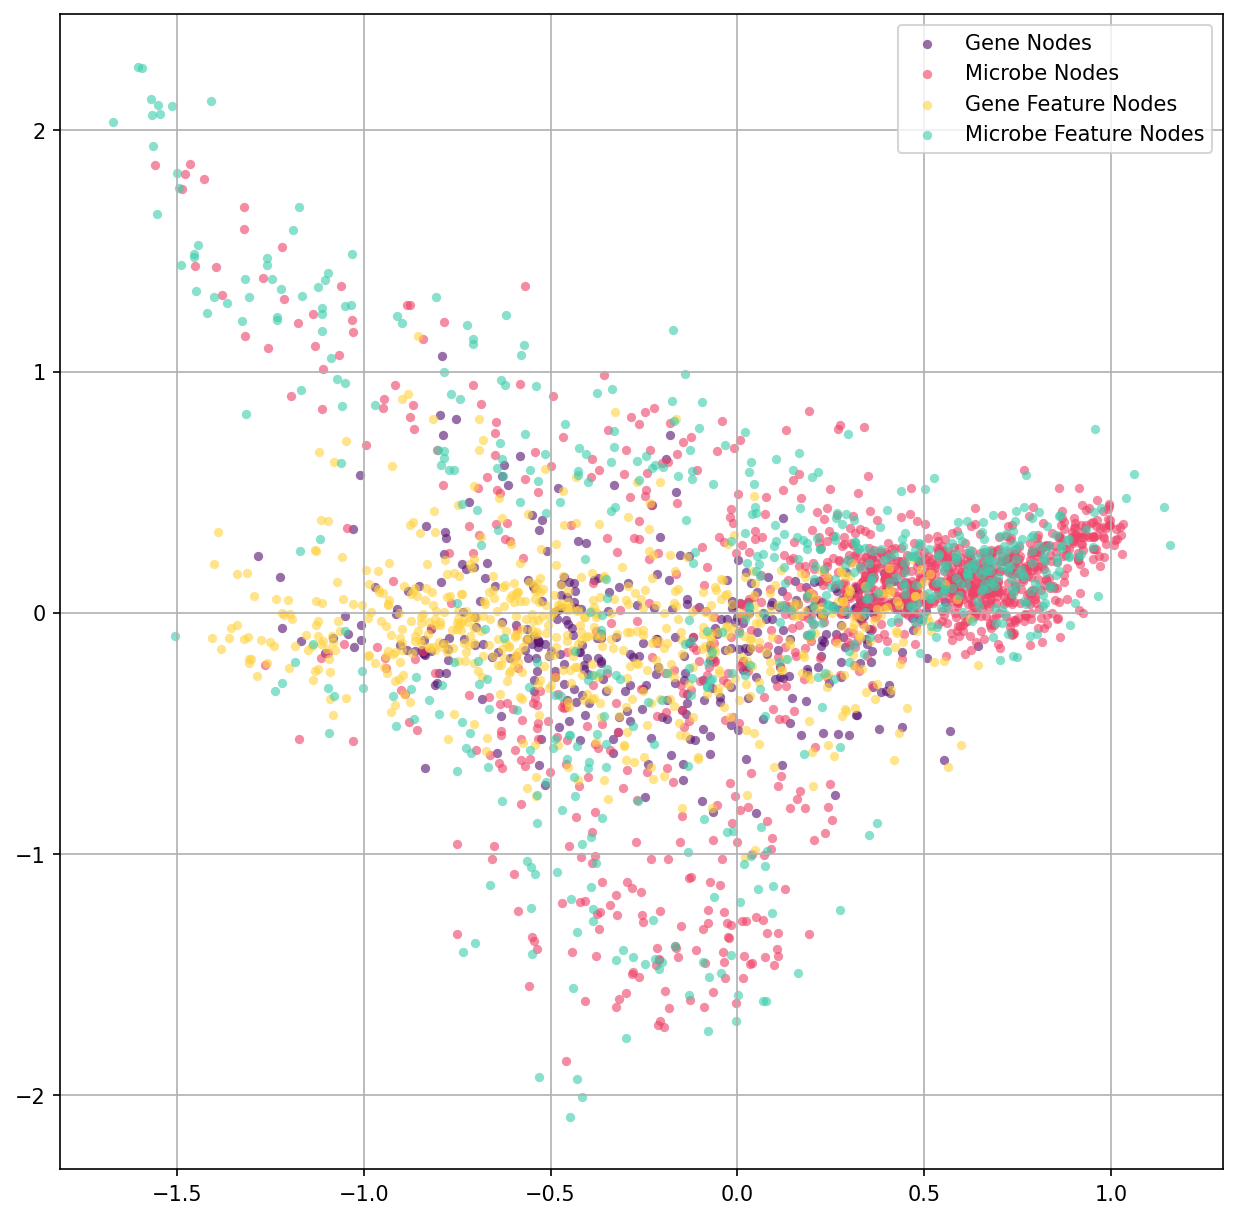 Gene Nodes
Microbe Nodes
Gene Feature Nodes
Microbe Feature Nodes
2
1
0
−1
−2
−1.5 −1.0 −0.5 0.0 0.5 1.0